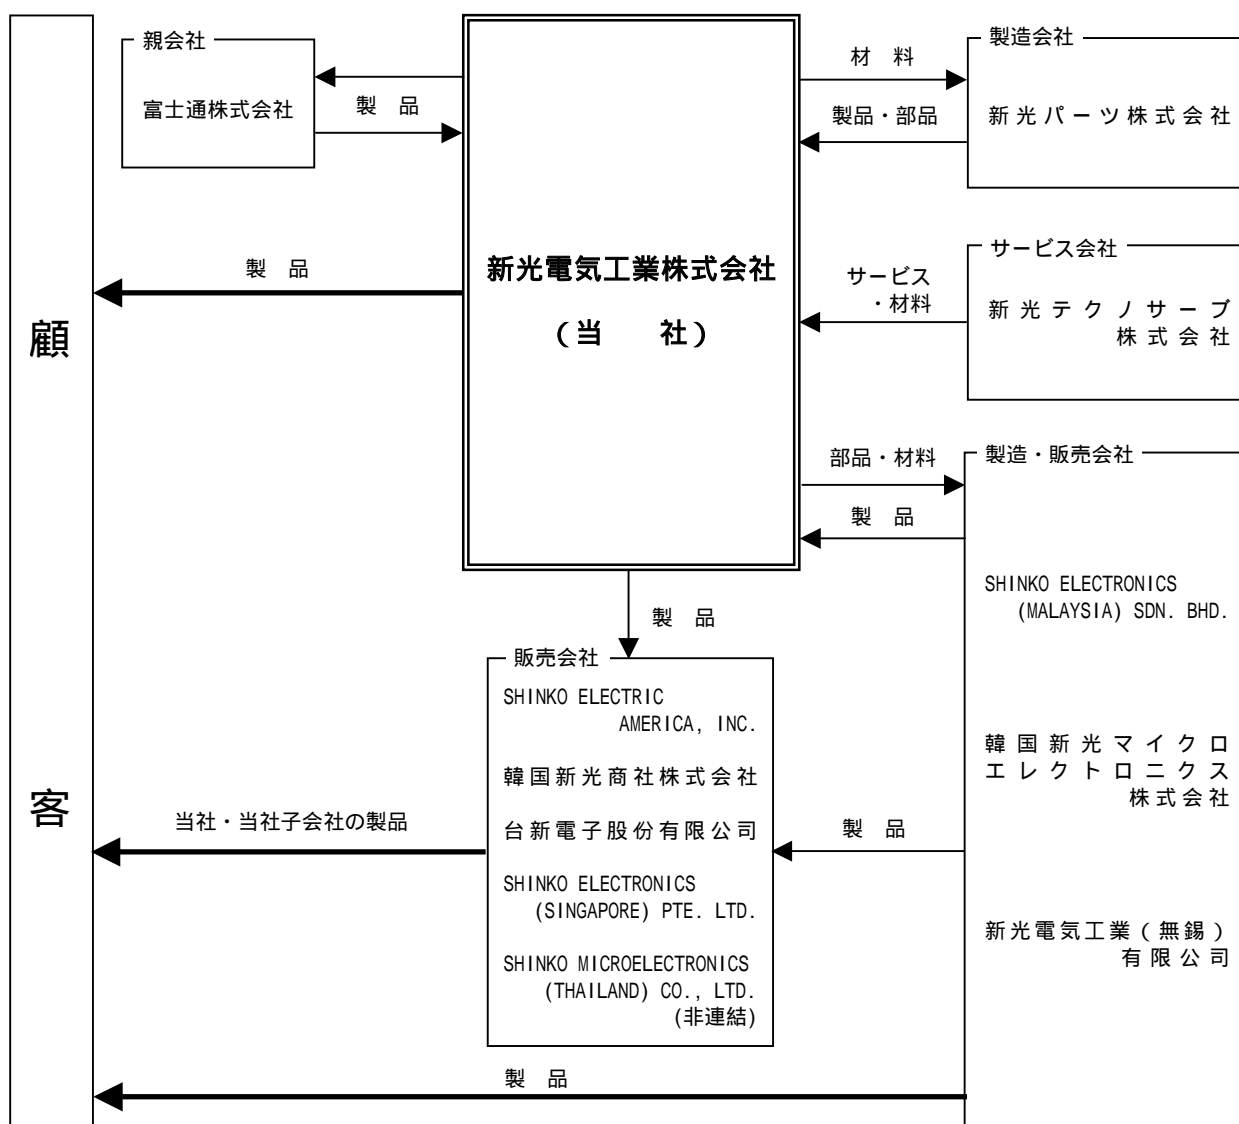 親会社
富士通株式会社
製 品
製 品
顧
客
新光電気工業株式会社
(当 社)
材 料
製品・部品
製造会社
新光パーツ株式会社
サービス
・材料
サービス会社
新光テクノサーブ
株式会社
部品・材料
製 品
製造・販売会社
SHINKO ELECTRONICS
(MALAYSIA) SDN. BHD.
韓国新光マイクロ
エレクトロニクス
株式会社
新光電気工業(無錫)
有限公司
製 品
販売会社
SHINKO ELECTRIC
AMERICA, INC.
韓国新光商社株式会社
台新電子股份有限公司
SHINKO ELECTRONICS
(SINGAPORE) PTE. LTD.
SHINKO MICROELECTRONICS
(THAILAND) CO., LTD.
(非連結)
当社・当社子会社の製品
製 品
製 品